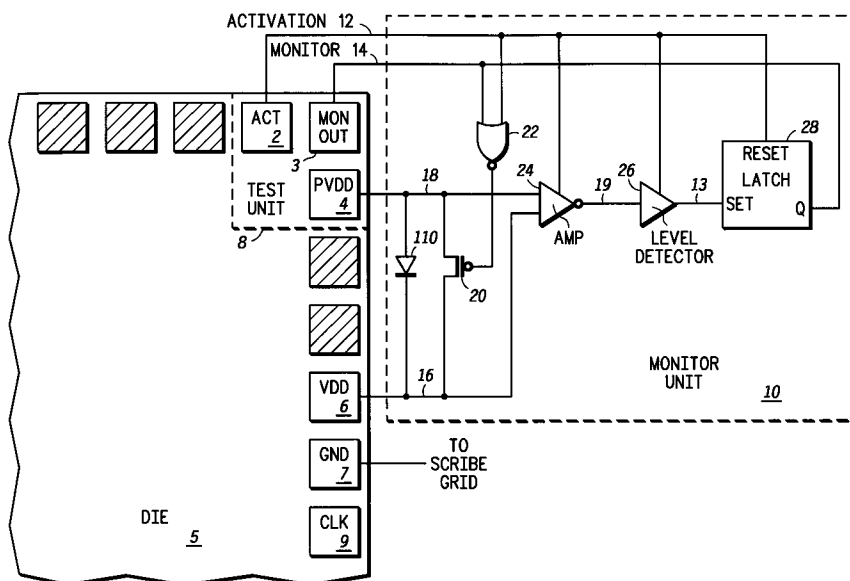 ACTIVATION 12
MONITOR 14
ACT
2
MON
OUT
3
22
28
RESET
LATCH
SET
Q
24
AMP
19
26
LEVEL
DETECTOR
13
TEST
UNIT
8
PVDD
4
18
110
20
VDD
6
16
MONITOR
UNIT
10
GND
7
TO
SCRIBE
GRID
DIE
5
CLK
9